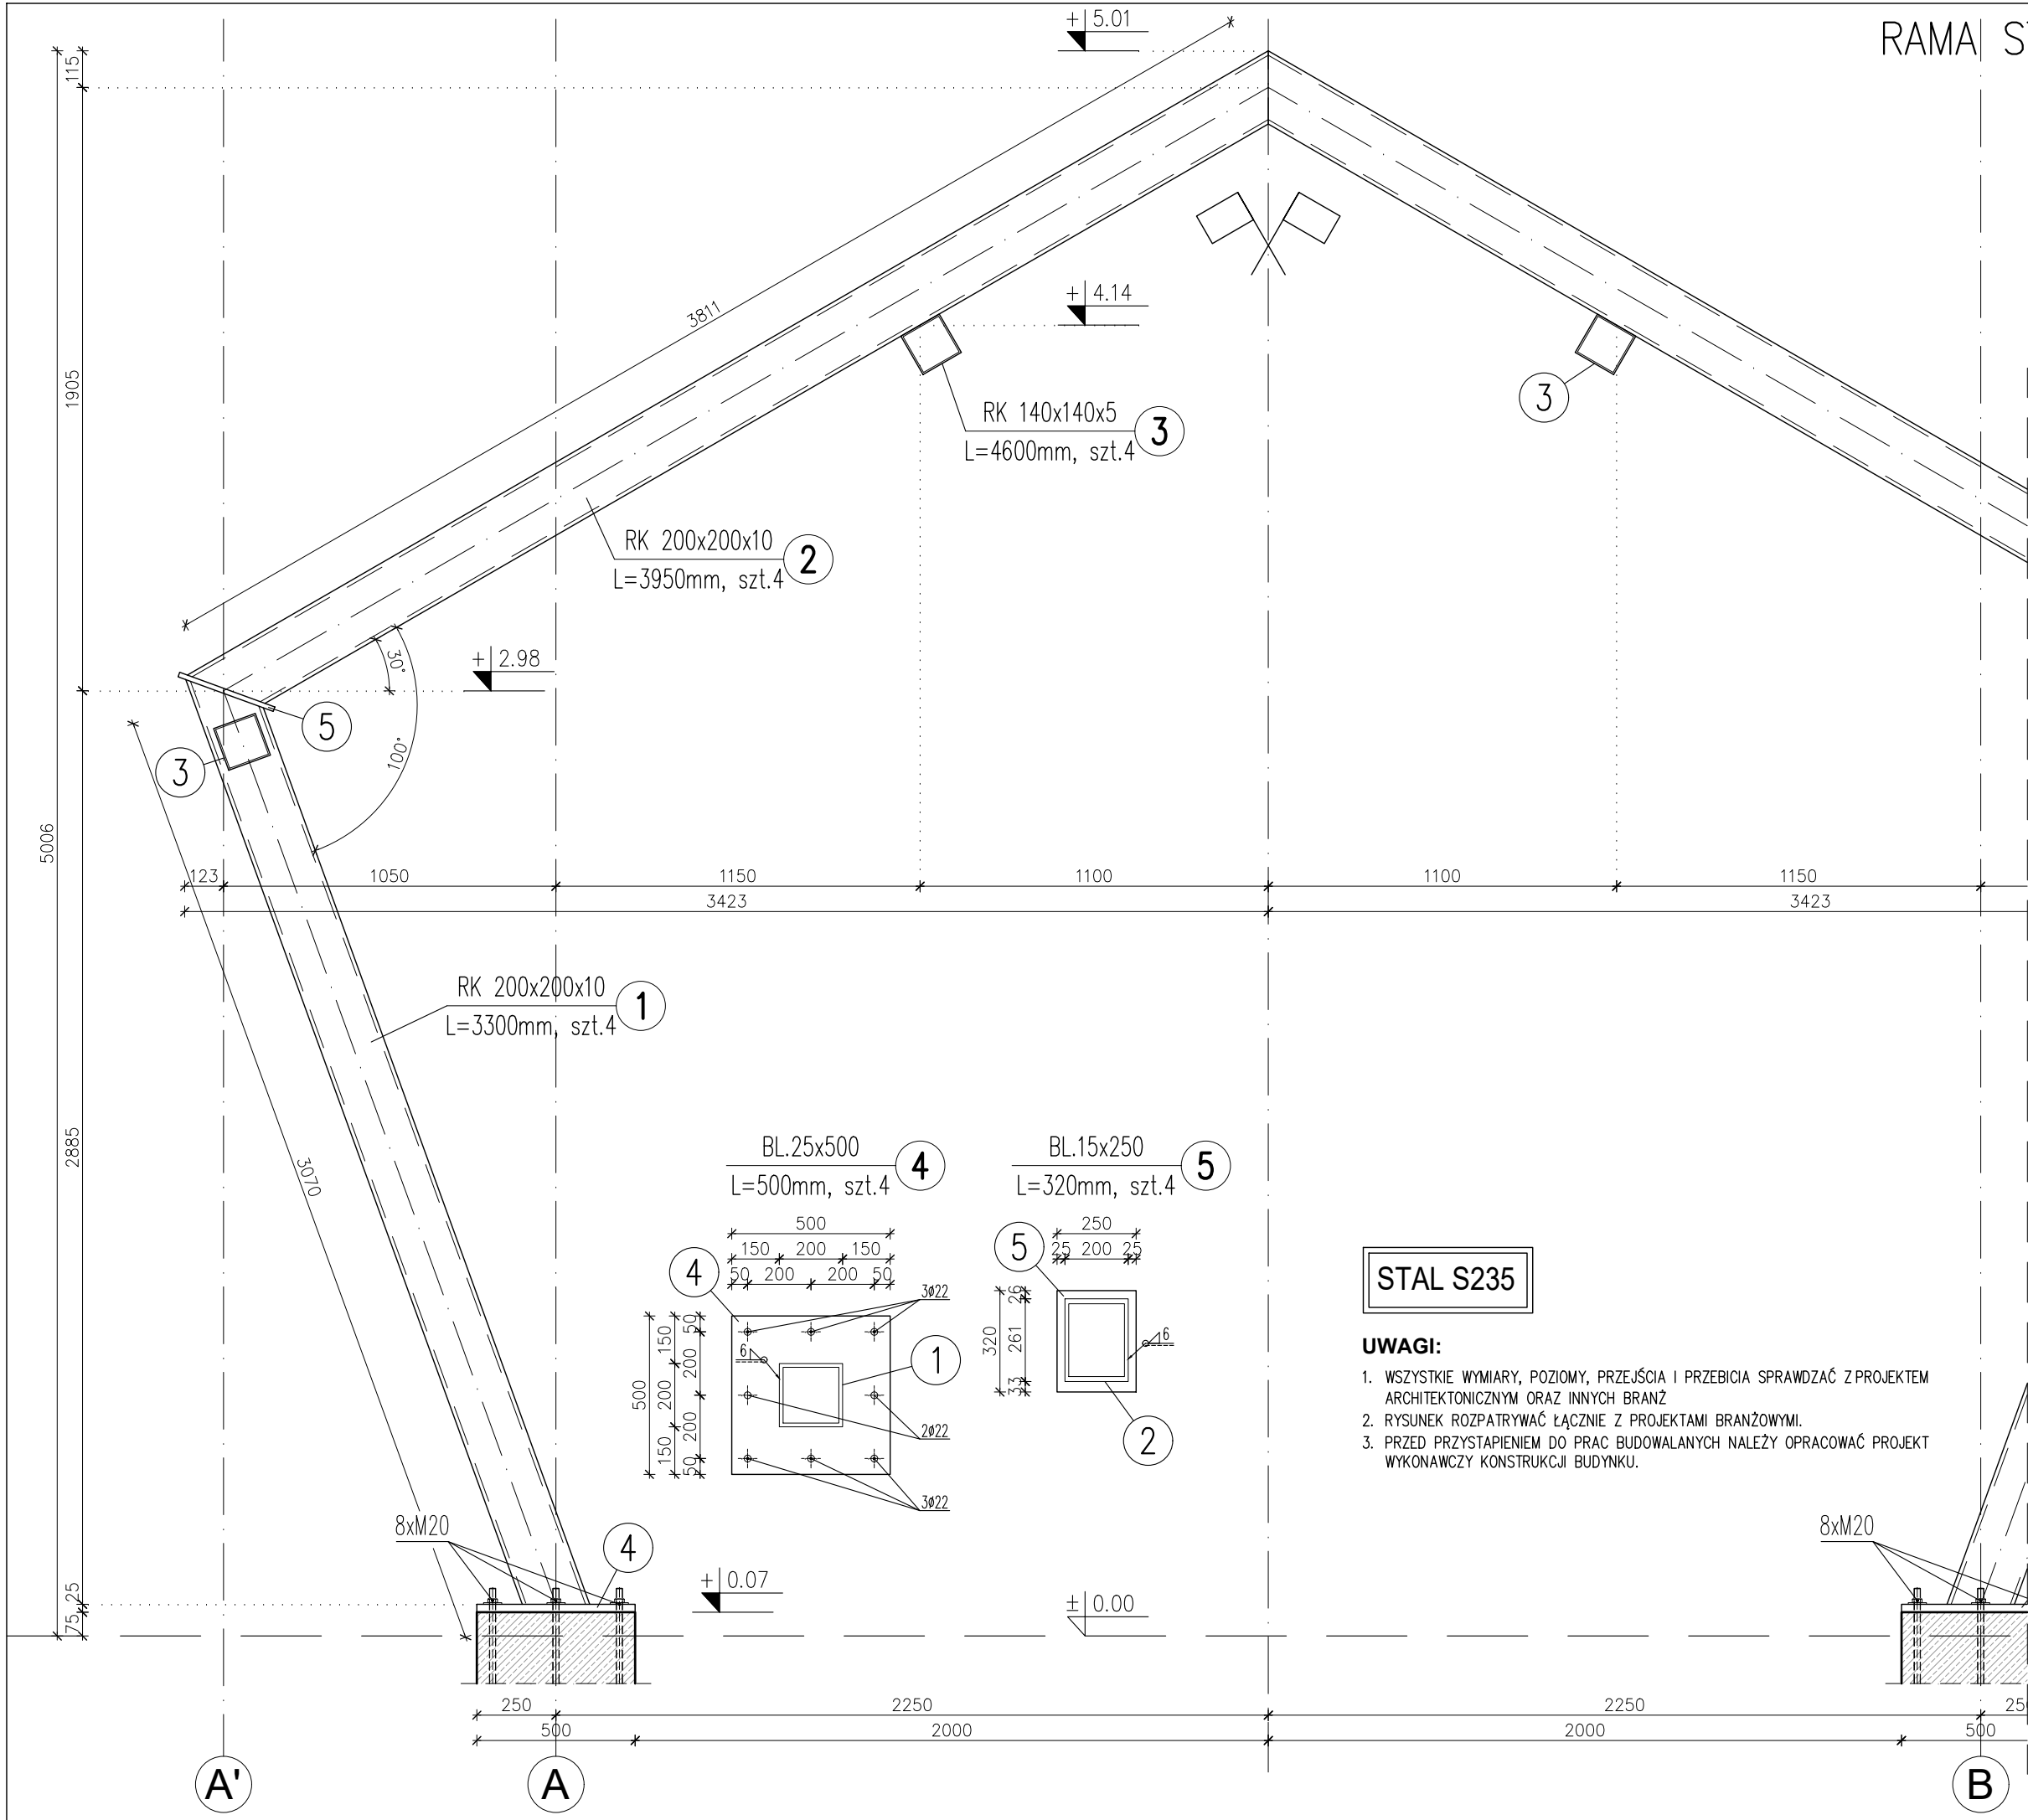 RAMA S
+ 5.01
115
1905
5006
2885
25
75
3811
+ 4.14
RK 140x140x5
L=4600mm, szt.4
3
3
RK 200x200x10
L=3950mm, szt.4
2
+ 2.98
30°
100°
5
3
123
1050
1150
1100
1100
1150
3423
3423
RK 200x200x10
L=3300mm, szt.4
1
3070
BL.25x500
L=500mm, szt.4
4
BL.15x250
L=320mm, szt.4
5
500
150 200 150
50 200 200 50
4
3ø22
500
150 200 150
50 200 200 50
6
1
2ø22
3ø22
250
25 200 25
5
320
26 261 33
6
2
STAL S235
UWAGI:
1. WSZYSTKIE WYMIARY, POZIOMY, PRZEJŚCIA I PRZEBICIA SPRAWDZAĆ Z PROJEKTEM
ARCHITEKTONICZNYM ORAZ INNYCH BRANŻ
2. RYSUNEK ROZPATRYWAĆ ŁĄCZNIE Z PROJEKTAMI BRANŻOWYMI.
3. PRZED PRZYSTAPIENIEM DO PRAC BUDOWALANYCH NALEŻY OPRACOWAĆ PROJEKT
WYKONAWCZY KONSTRUKCJI BUDYNKU.
8xM20
4
+ 0.07
± 0.00
8xM20
250
2250
2250
500
2000
2000
500
A'
A
B